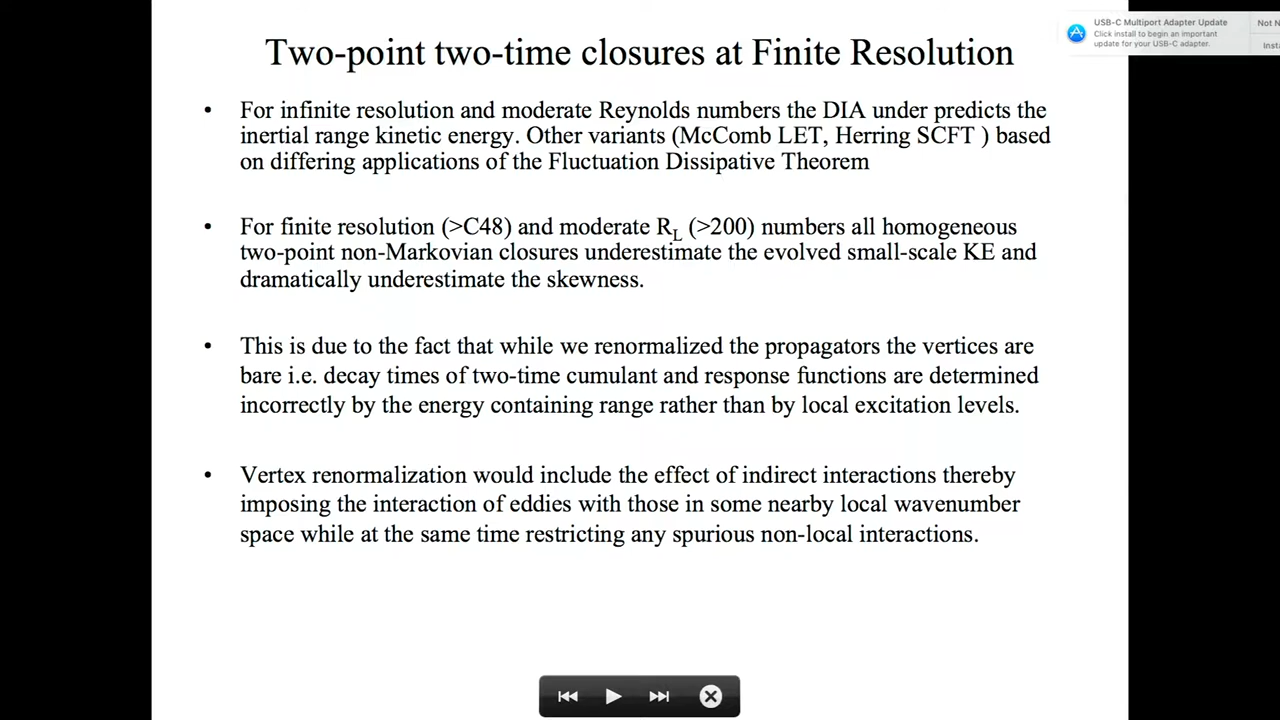 Two-point two-time closures at Finite Resolution
USB-C Multiport Adapter Update
Click install to begin an important
update for your USB-C adapter.
Not N
Insta
• For infinite resolution and moderate Reynolds numbers the DIA under predicts the
inertial range kinetic energy. Other variants (McComb LET, Herring SCFT ) based
on differing applications of the Fluctuation Dissipative Theorem
• For finite resolution (>C48) and moderate RL (>200) numbers all homogeneous
two-point non-Markovian closures underestimate the evolved small-scale KE and
dramatically underestimate the skewness.
• This is due to the fact that while we renormalized the propagators the vertices are
bare i.e. decay times of two-time cumulant and response functions are determined
incorrectly by the energy containing range rather than by local excitation levels.
• Vertex renormalization would include the effect of indirect interactions thereby
imposing the interaction of eddies with those in some nearby local wavenumber
space while at the same time restricting any spurious non-local interactions.